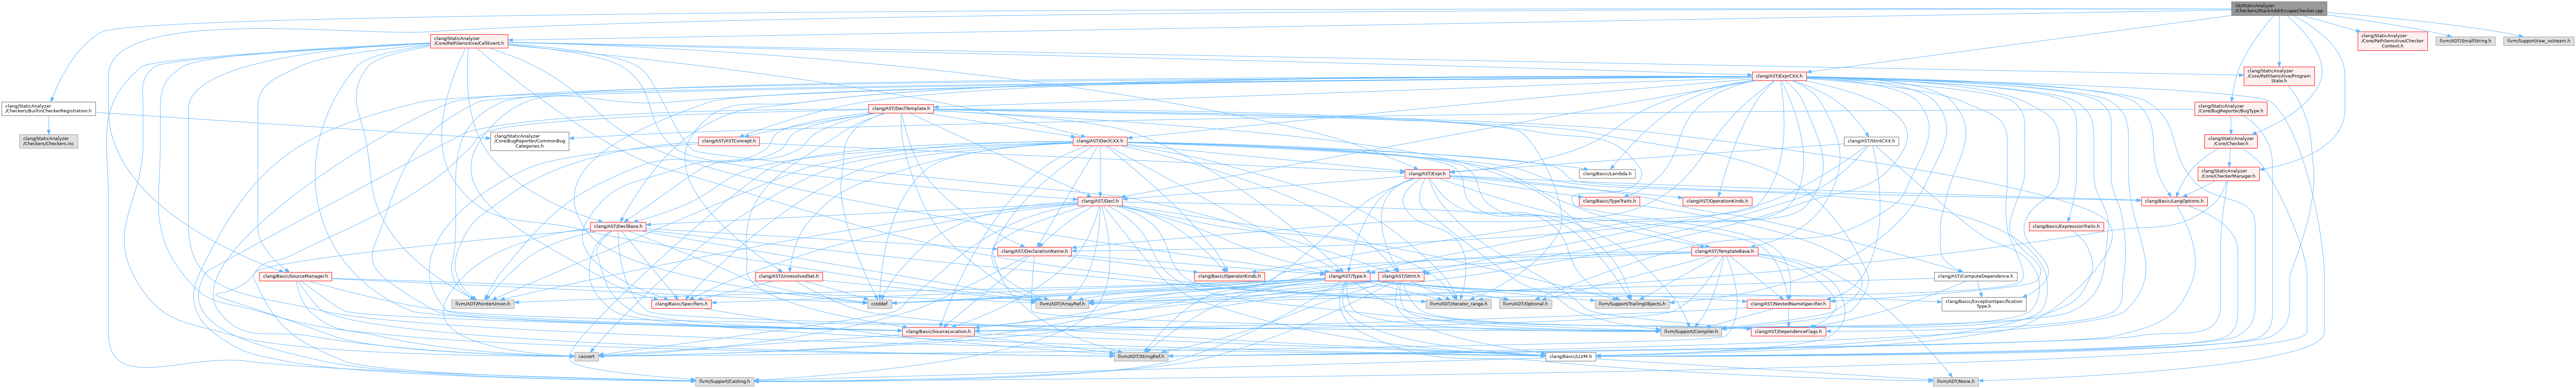 lib/StaticAnalyzer
/Checkers/StackAddrEscapeChecker.cpp
clang/StaticAnalyzer
/Core/PathSensitive/CallEvent.h
clang/StaticAnalyzer
/Core/PathSensitive/Checker
Context.h
llvm/ADT/SmallString.h
llvm/Support/raw_ostream.h
clang/AST/ExprCXX.h
clang/StaticAnalyzer
/Core/PathSensitive/Program
State.h
clang/StaticAnalyzer
/Checkers/BuiltinCheckerRegistration.h
clang/AST/DeclTemplate.h
clang/StaticAnalyzer
/Core/BugReporter/BugType.h
clang/StaticAnalyzer
/Checkers/Checkers.inc
clang/StaticAnalyzer
/Core/BugReporter/CommonBug
Categories.h
clang/AST/ASTConcept.h
clang/AST/DeclCXX.h
clang/AST/StmtCXX.h
clang/StaticAnalyzer
/Core/Checker.h
clang/Basic/Lambda.h
clang/AST/Expr.h
clang/StaticAnalyzer
/Core/CheckerManager.h
clang/AST/Decl.h
clang/Basic/TypeTraits.h
clang/AST/OperationKinds.h
clang/Basic/LangOptions.h
clang/AST/DeclBase.h
clang/Basic/ExpressionTraits.h
clang/AST/DeclarationName.h
clang/AST/TemplateBase.h
clang/Basic/SourceManager.h
clang/AST/UnresolvedSet.h
clang/Basic/OperatorKinds.h
clang/AST/Type.h
clang/AST/Stmt.h
clang/AST/ComputeDependence.h
llvm/ADT/PointerUnion.h
clang/Basic/Specifiers.h
cstddef
llvm/ADT/ArrayRef.h
llvm/ADT/iterator_range.h
llvm/ADT/Optional.h
llvm/Support/TrailingObjects.h
clang/AST/NestedNameSpecifier.h
clang/Basic/ExceptionSpecification
Type.h
clang/Basic/SourceLocation.h
llvm/Support/Compiler.h
clang/AST/DependenceFlags.h
cassert
llvm/ADT/StringRef.h
clang/Basic/LLVM.h
llvm/Support/Casting.h
llvm/ADT/None.h